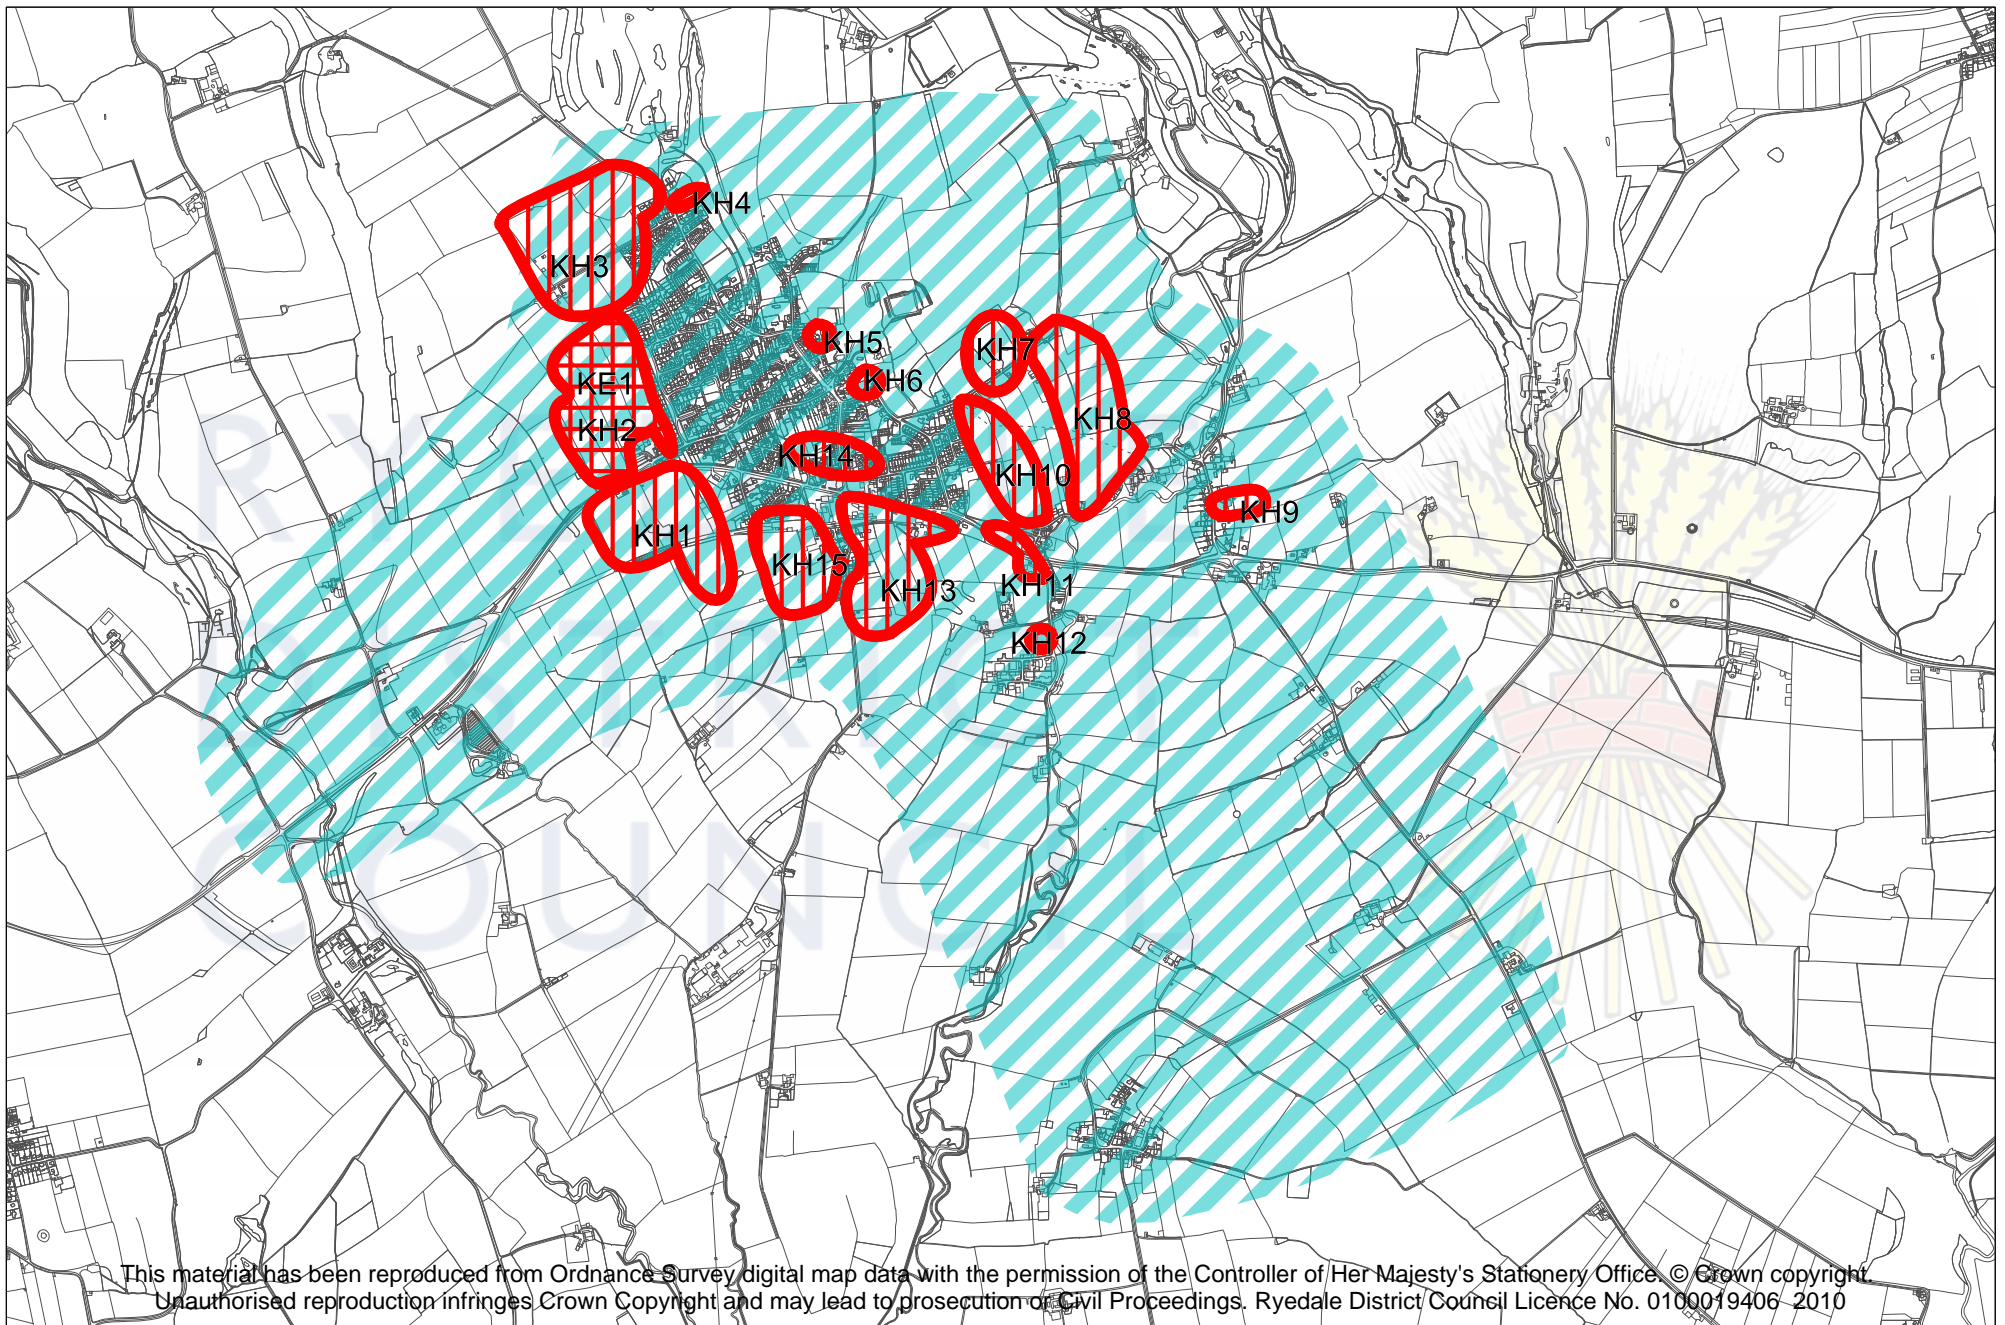 KH4
KH3
KH5
KH7
KH6
KE1
KH8
KH2
KH14
KH10
KH9
KH1
KH15
KH13
KH11
KH12
RYEDALE
DISTRICT
COUNCIL
This material has been reproduced from Ordnance Survey digital map data with the permission of the Controller of Her Majesty's Stationery Office. © Crown copyright.
Unauthorised reproduction infringes Crown Copyright and may lead to prosecution or Civil Proceedings. Ryedale District Council Licence No. 0100019406 2010